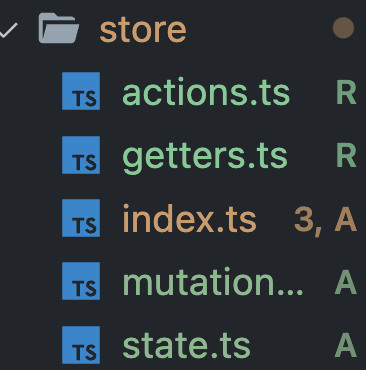 store
TS actions.ts R
TS getters.ts R
TS index.ts 3, A
TS mutation... A
TS state.ts A